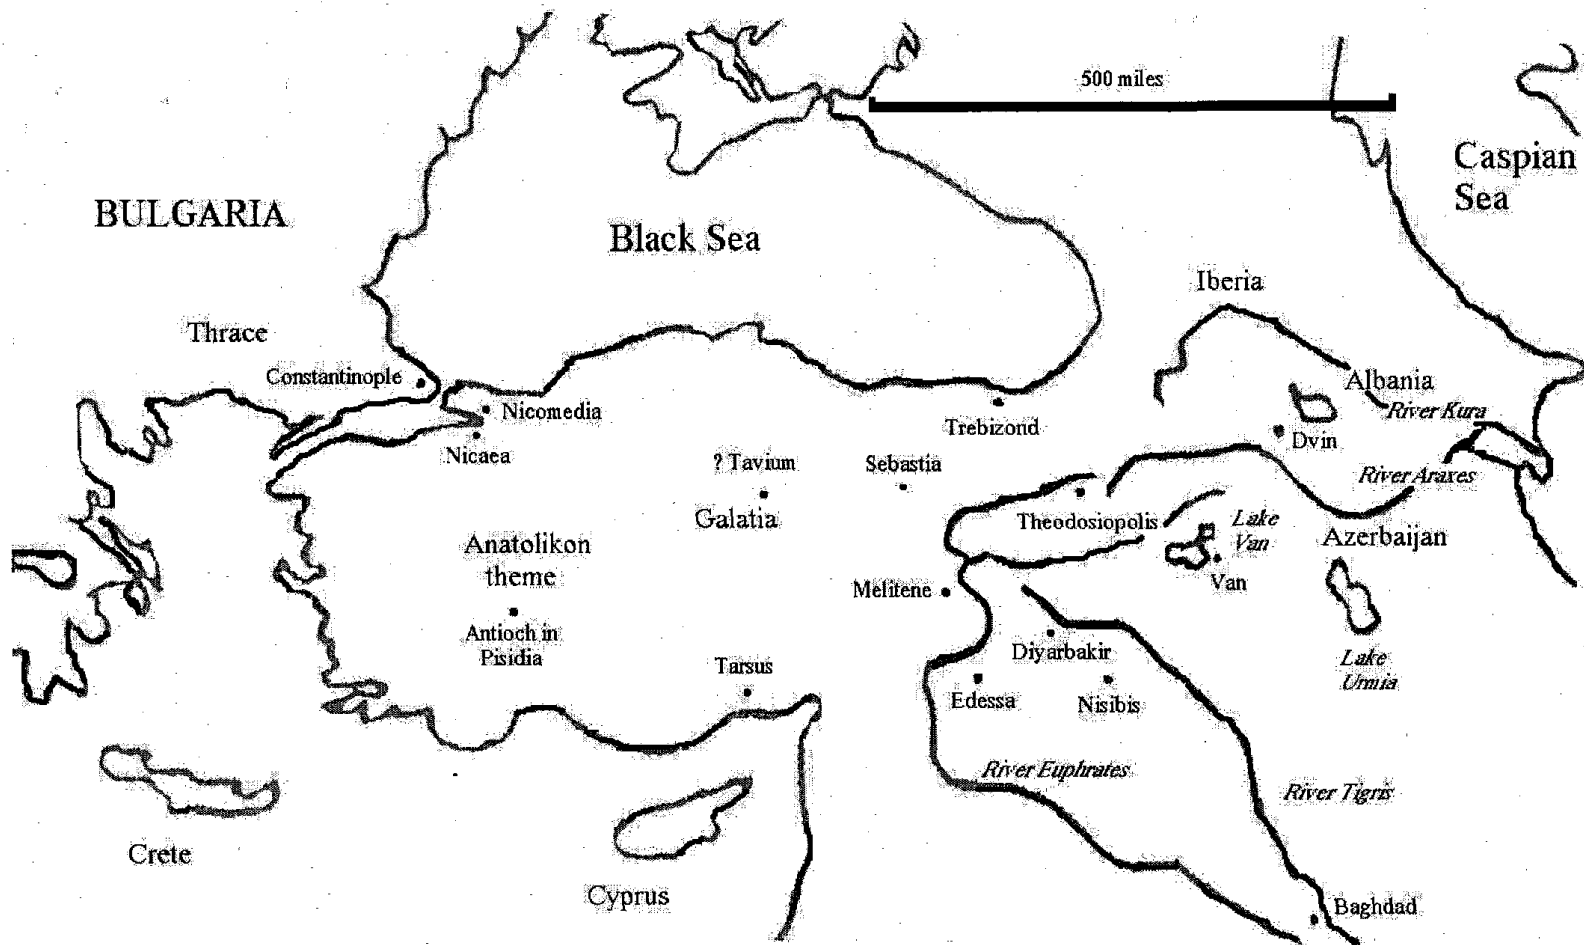 500 miles
Caspian
Sea
BULGARIA
Black Sea
Iberia
Thrace
Constantinople
Albania
River Kura
Nicomedia
Trebizond
Dvin
Nicaea
? Tavium
Sebastia
River Araxes
Galatia
Theodosiopolis
Lake
Van
Azerbaijan
Anatolikon
theme
Van
Melitene
Antioch in
Pisidia
Diyarbakir
Lake
Urmia
Tarsus
Edessa
Nisibis
River Euphrates
River Tigris
Crete
Cyprus
Baghdad